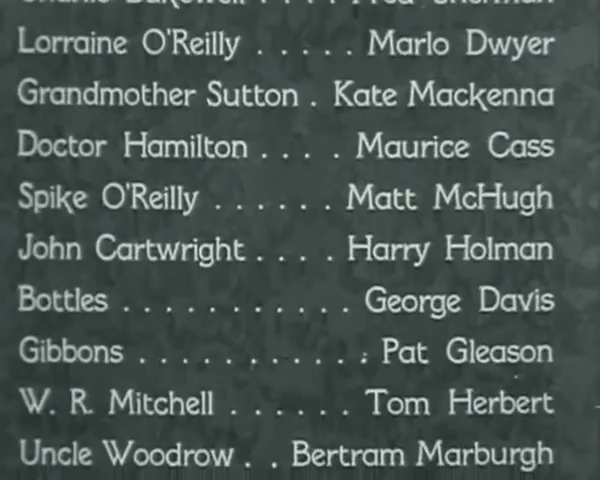 Lorraine O'Reilly . . . . . Marlo Dwyer
Grandmother Sutton . Kate Mackenna
Doctor Hamilton . . . . Maurice Cass
Spike O'Reilly . . . . . . Matt McHugh
John Cartwright . . . . Harry Holman
Bottles . . . . . . . . . . . George Davis
Gibbons . . . . . . . . . . . Pat Gleason
W. R. Mitchell . . . . . . Tom Herbert
Uncle Woodrow . . Bertram Marburgh